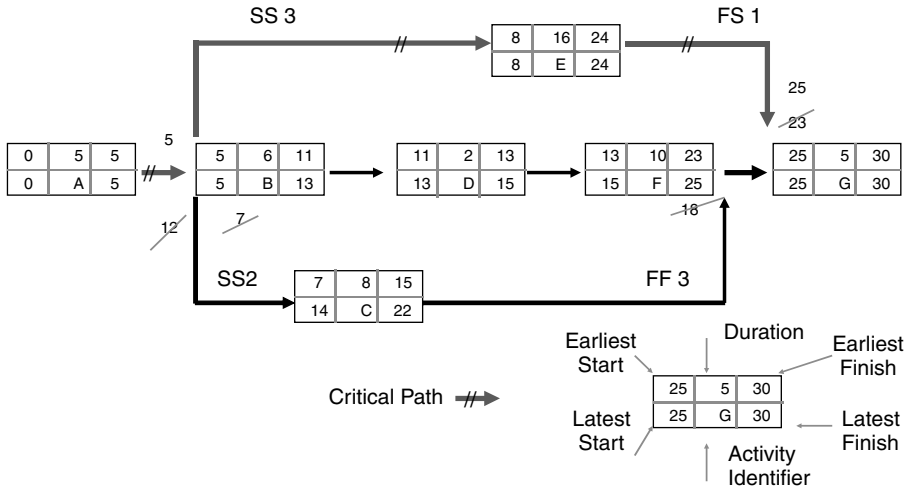 SS 3
FS 1
8 16 24
8 E 24
25
23
5
0 5 5
0 A 5
5 6 11
5 B 13
11 2 13
13 D 15
13 10 23
15 F 25
25 5 30
25 G 30
12
7
18
SS2
FF 3
7 8 15
14 C 22
Earliest
Start
Duration
Earliest
Finish
25 5 30
25 G 30
Critical Path
Latest
Start
Latest
Finish
Activity
Identifier